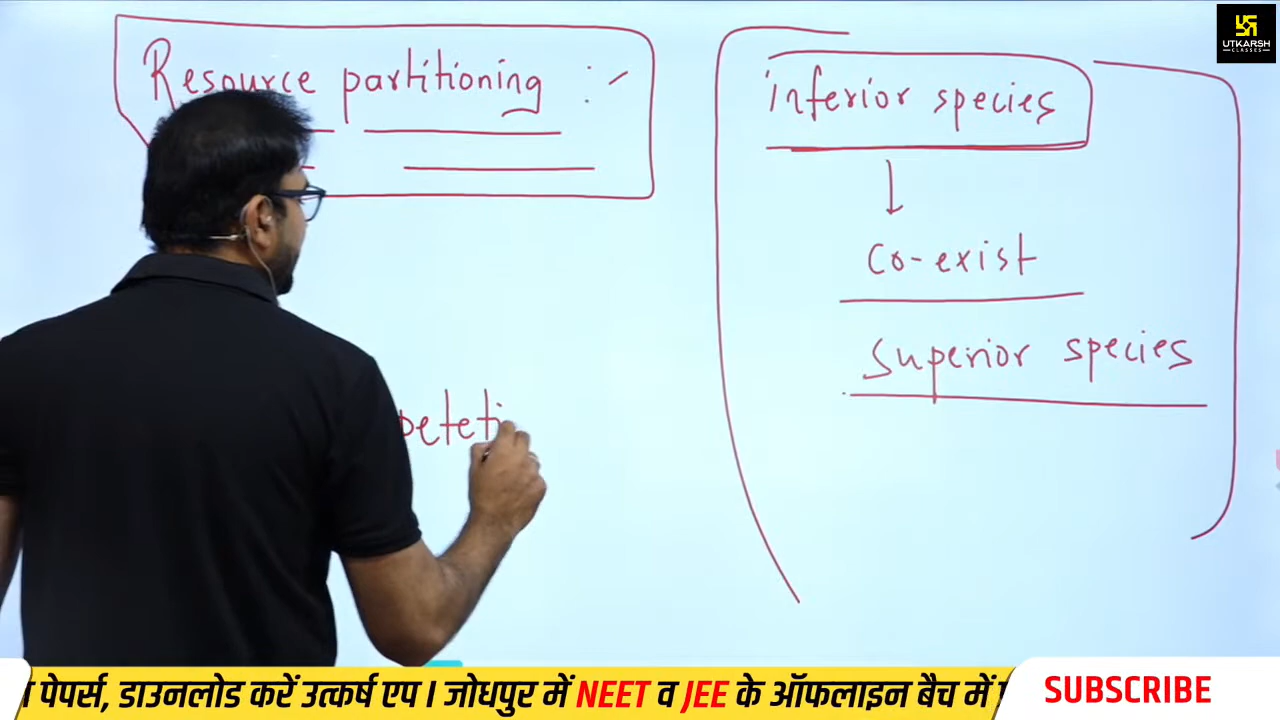 Resource partitioning :-
inferior species
Co-exist
Superior species
peteti
UTKARSH
CLASSES
पेपर्स, डाउनलोड करें उत्कर्ष एप । जोधपुर में NEET व JEE के ऑफलाइन बैच में
SUBSCRIBE